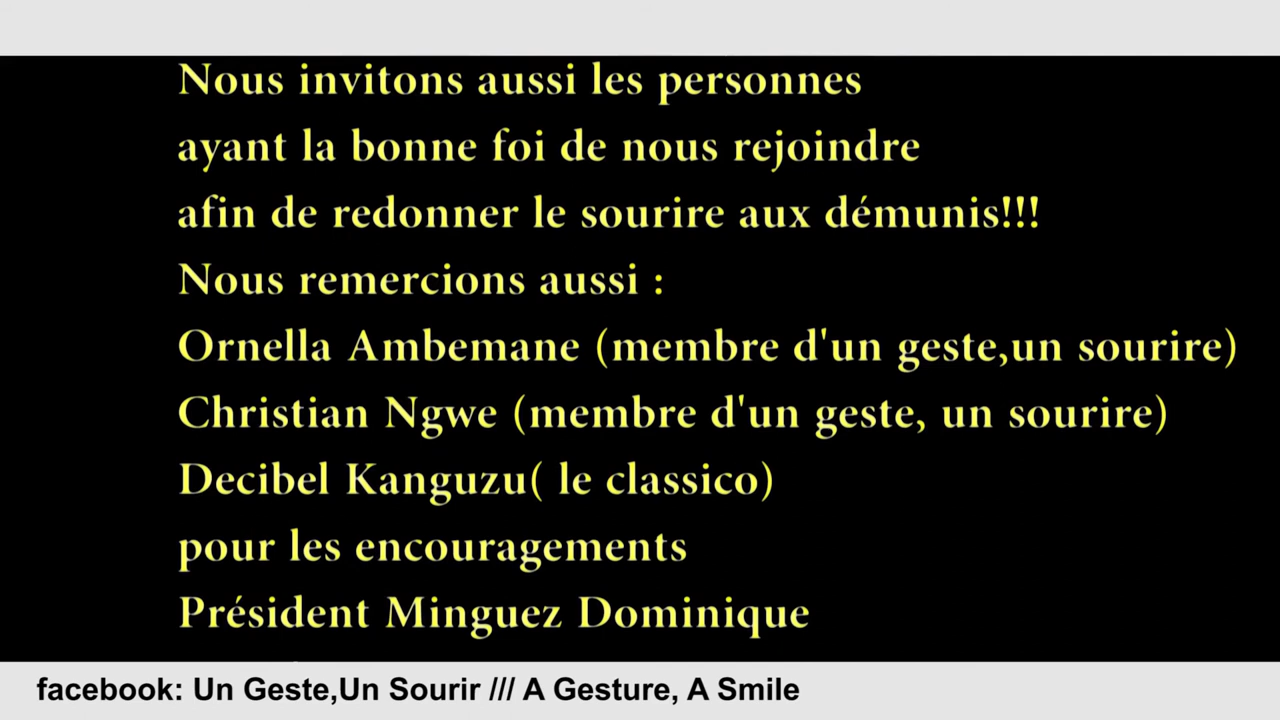 Nous invitons aussi les personnes
ayant la bonne foi de nous rejoindre
afin de redonner le sourire aux démunis!!!
Nous remercions aussi :
Ornella Ambemane (membre d'un geste,un sourire)
Christian Ngwe (membre d'un geste, un sourire)
Decibel Kanguzu( le classico)
pour les encouragements
Président Minguez Dominique
facebook: Un Geste,Un Sourir /// A Gesture, A Smile